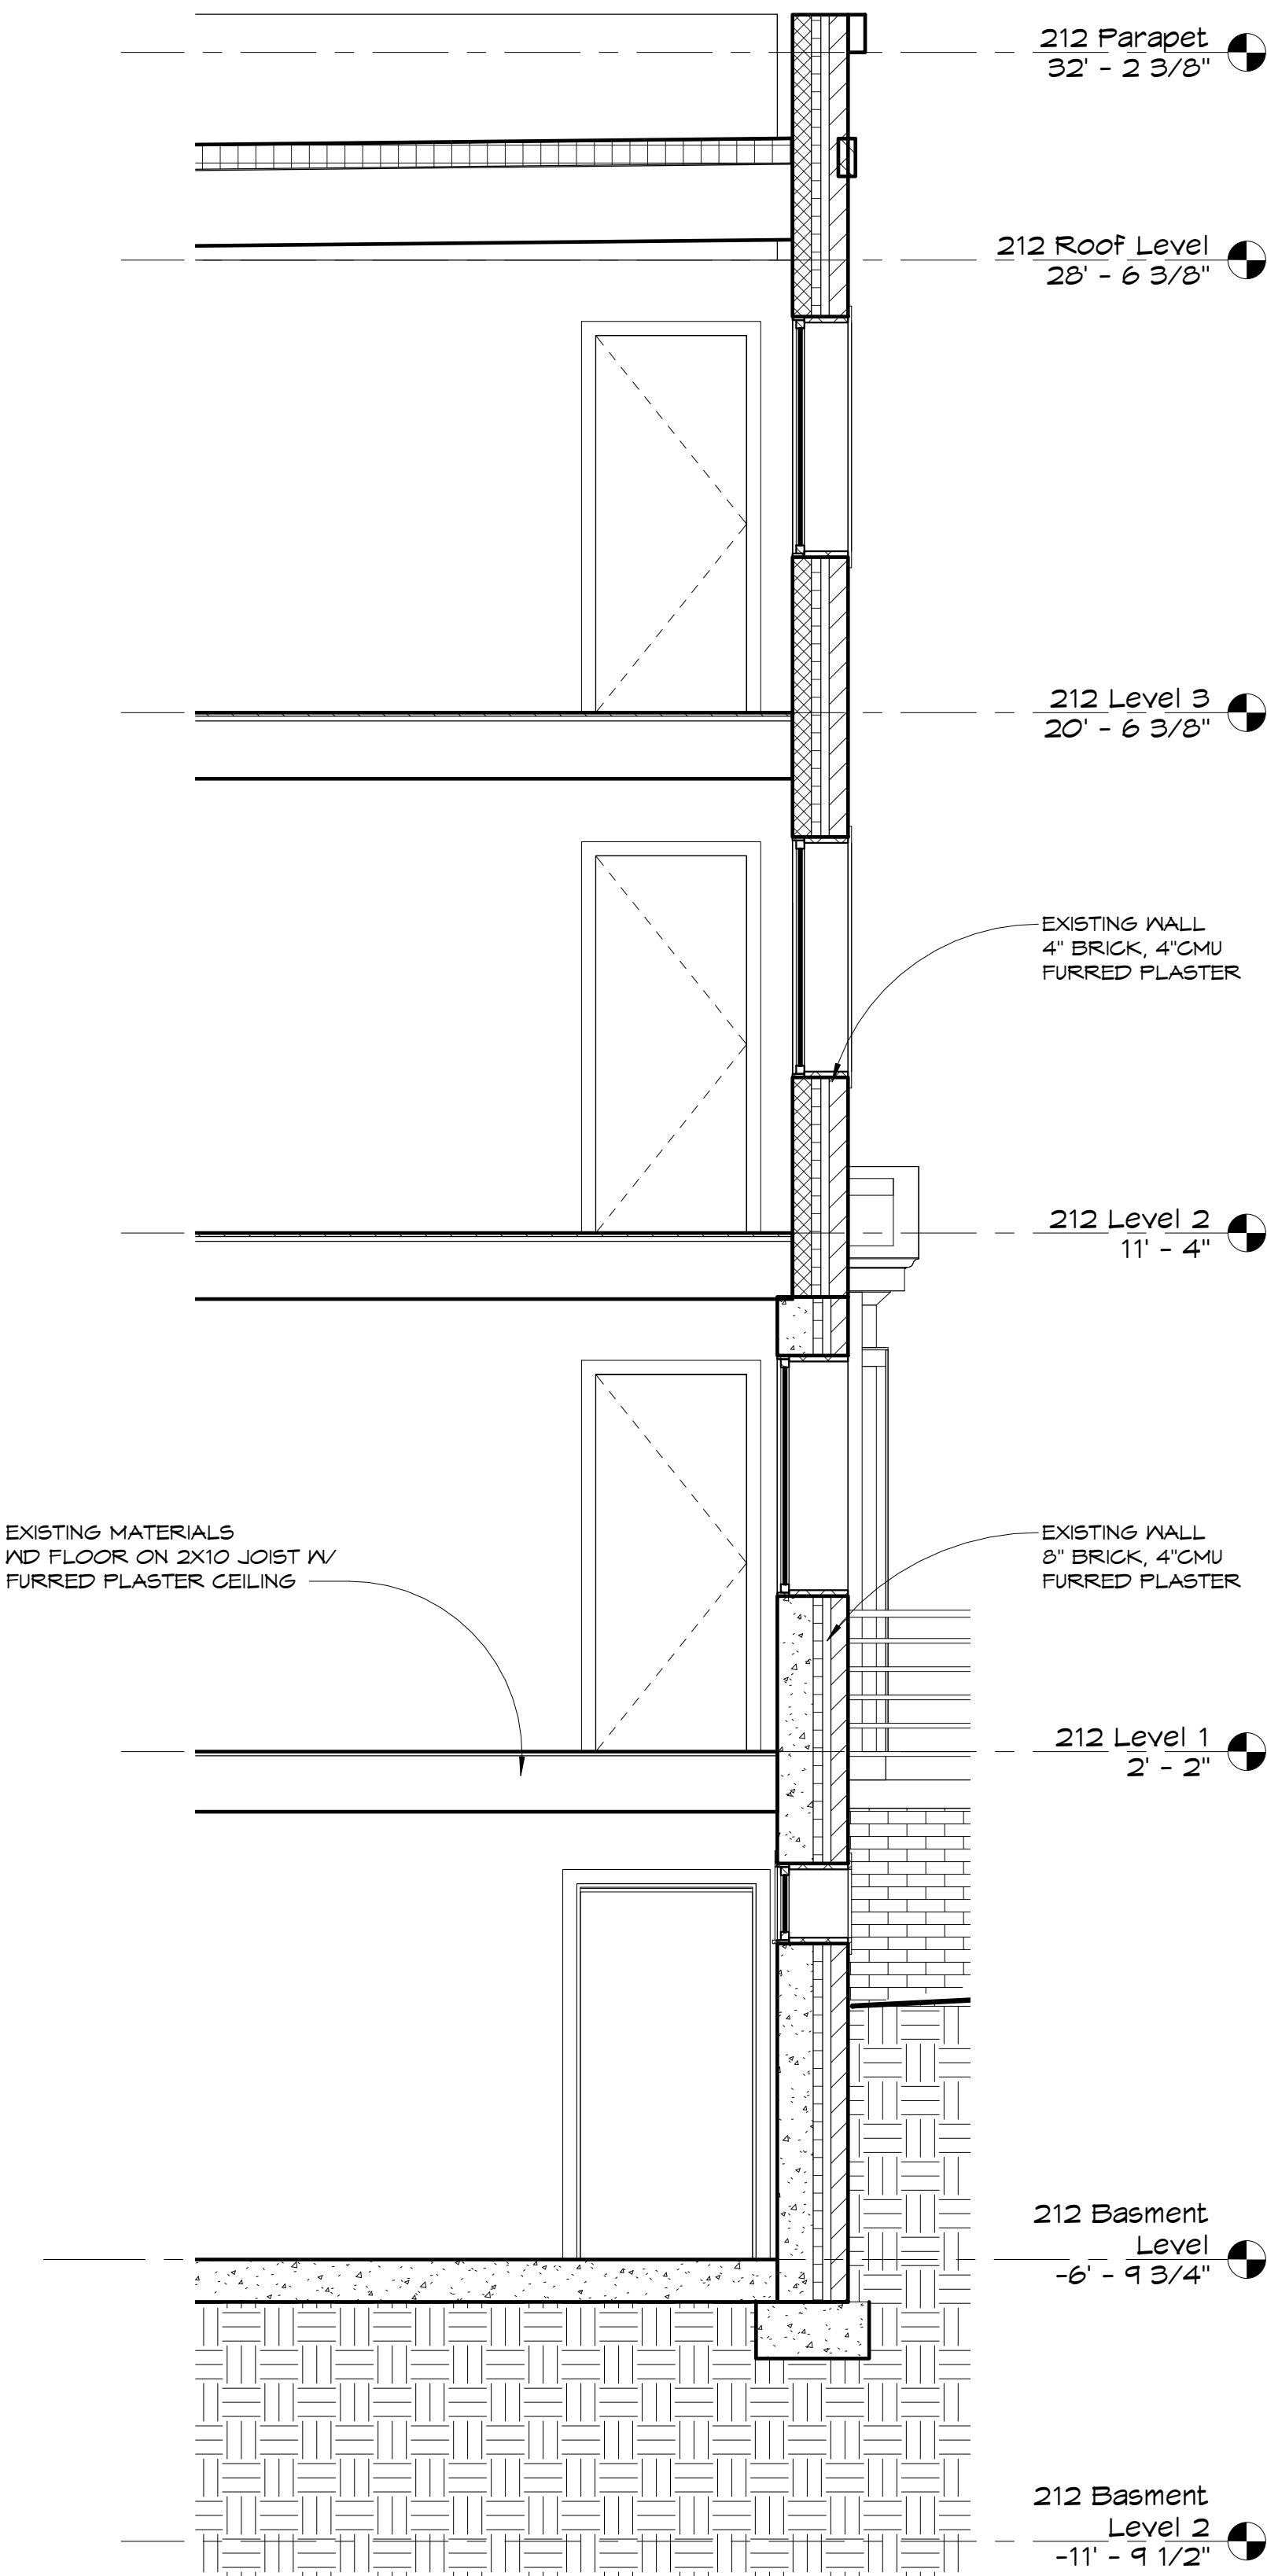 212 Parapet
32' - 2 3/8"
212 Roof Level
28' - 6 3/8"
212 Level 3
20' - 6 3/8"
EXISTING WALL
4" BRICK, 4"CMU
FURRED PLASTER
212 Level 2
11' - 4"
EXISTING MATERIALS
WD FLOOR ON 2X10 JOIST W/
FURRED PLASTER CEILING
EXISTING WALL
8" BRICK, 4"CMU
FURRED PLASTER
212 Level 1
2' - 2"
212 Basment
Level
-6' - 9 3/4"
212 Basment
Level 2
-11' - 9 1/2"